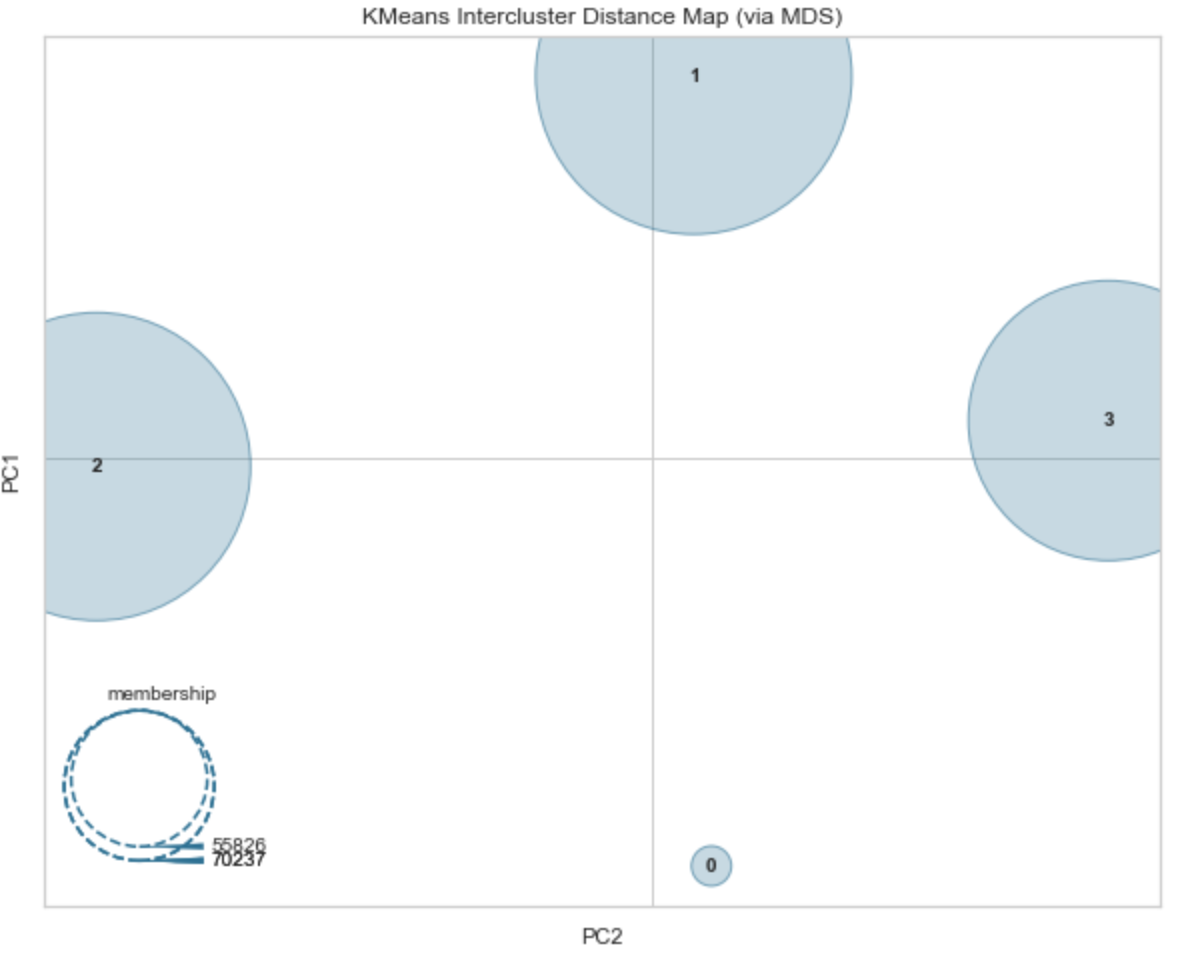 KMeans Intercluster Distance Map (via MDS)
1
3
2
PC1
membership
55826
70237
0
PC2